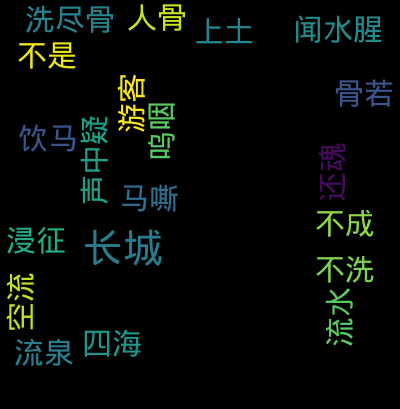 洗尽骨
人骨
上土
闻水腥
不是
游客
骨若
呜咽
饮马
声中疑
还魂
马嘶
不成
浸征
长城
不洗
空流
流水
流泉
四海